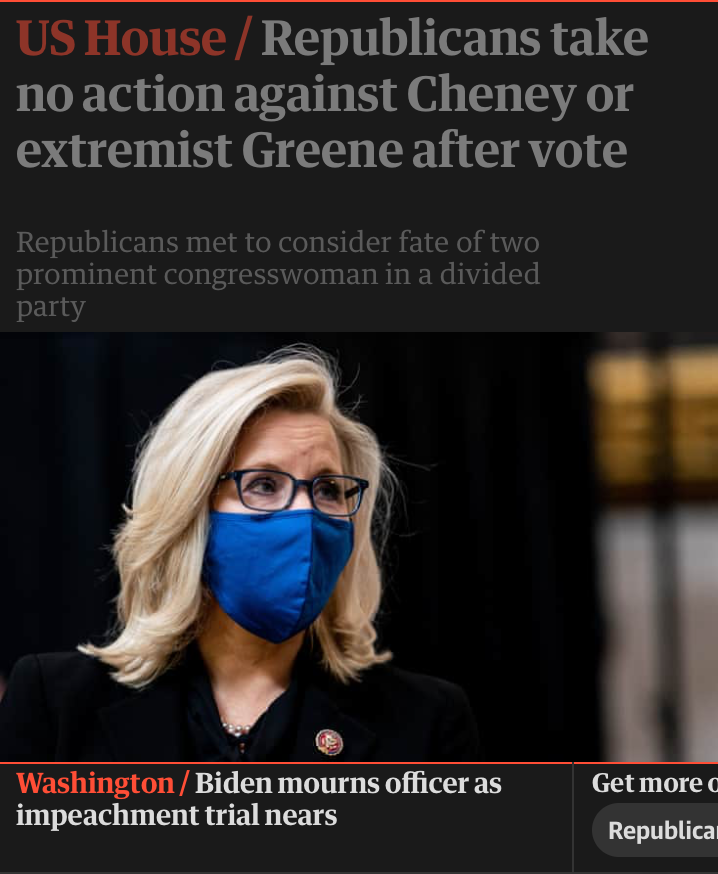 US House / Republicans take
no action against Cheney or
extremist Greene after vote
Republicans met to consider fate of two
prominent congresswoman in a divided
party
Washington / Biden mourns officer as
impeachment trial nears
Get more o
Republica